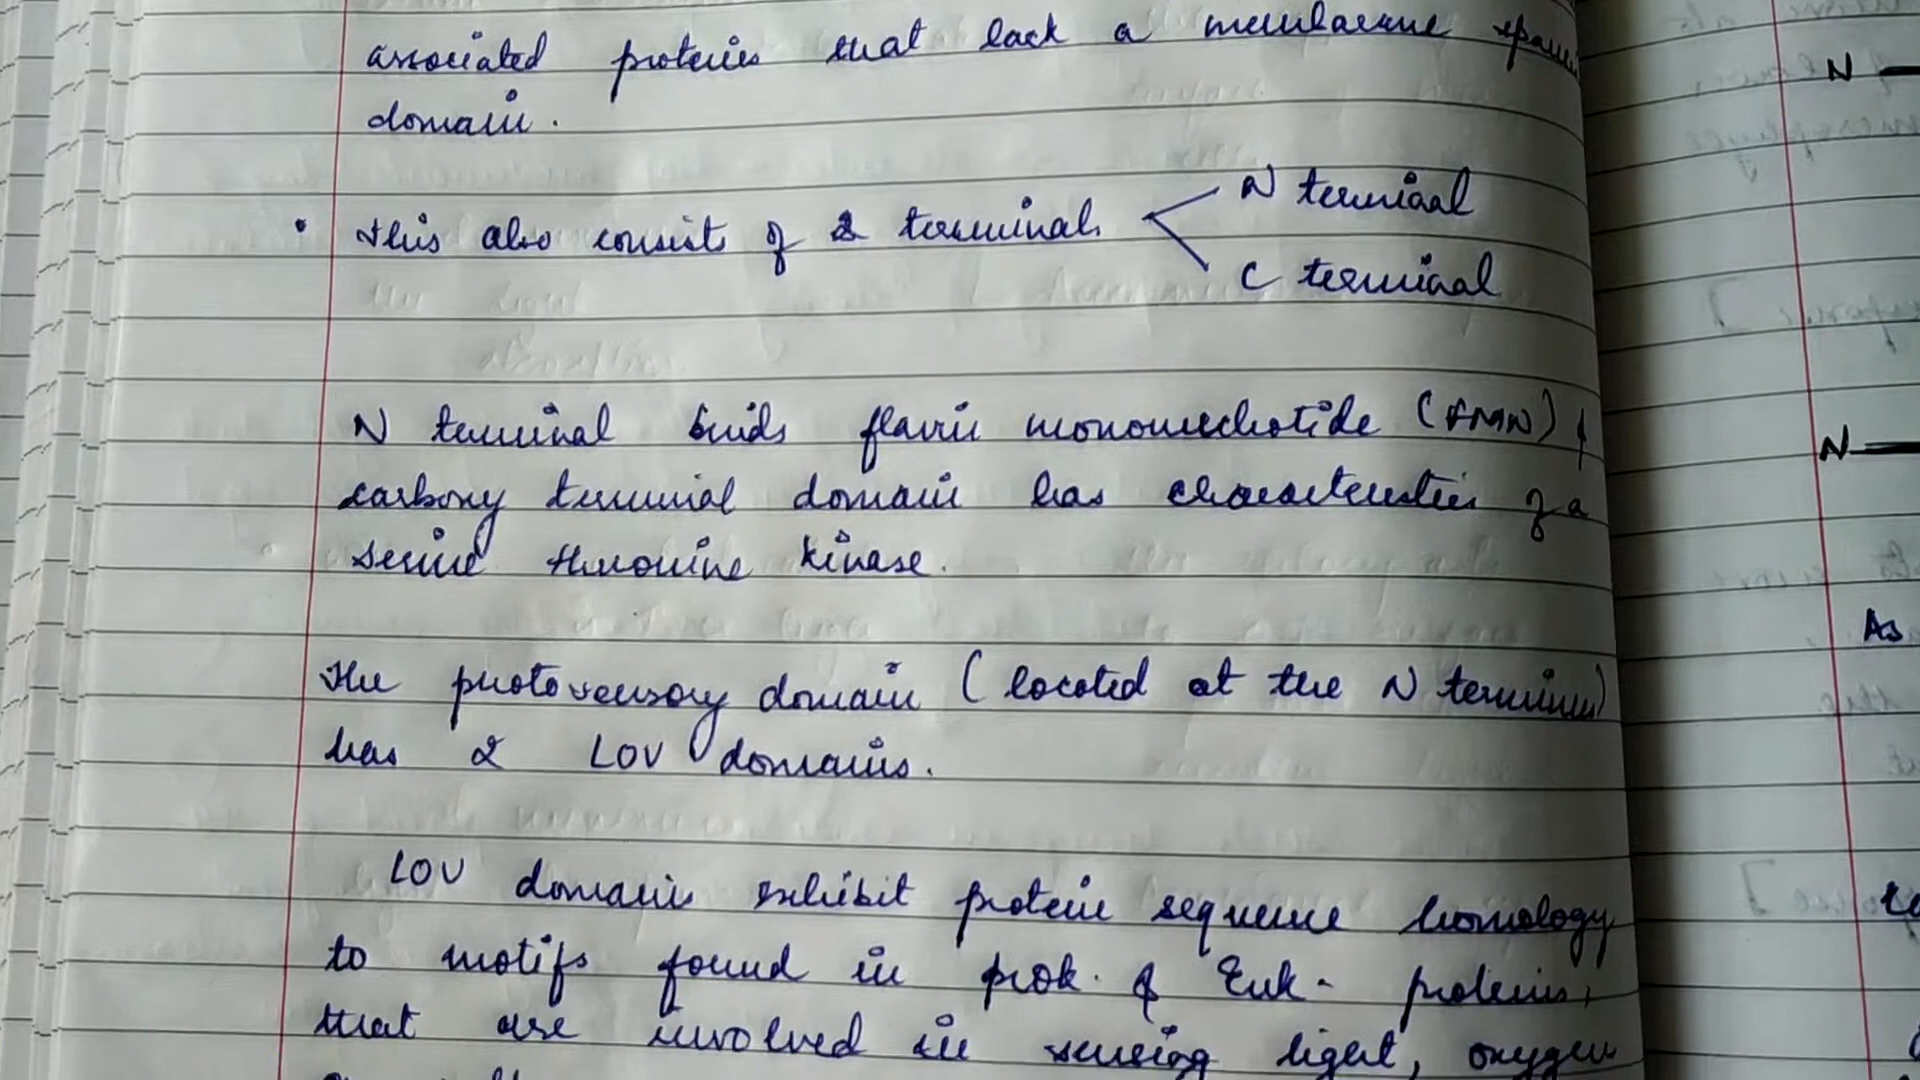 associated proteins that lack a membrane
domain.
• This also consist of 2 terminals
N terminal
C terminal
N terminal binds flavin mononucleotide (FMN) &
carboxy terminal domain has characteristics of a
serine threonine kinase.
The photosensory domain (located at the N terminus)
has 2 LOV domains.
LOV domains exhibit protein sequence homology
to motifs found in prok. & Euk. proteins,
that are involved in sensing light, oxygen
N
N
As